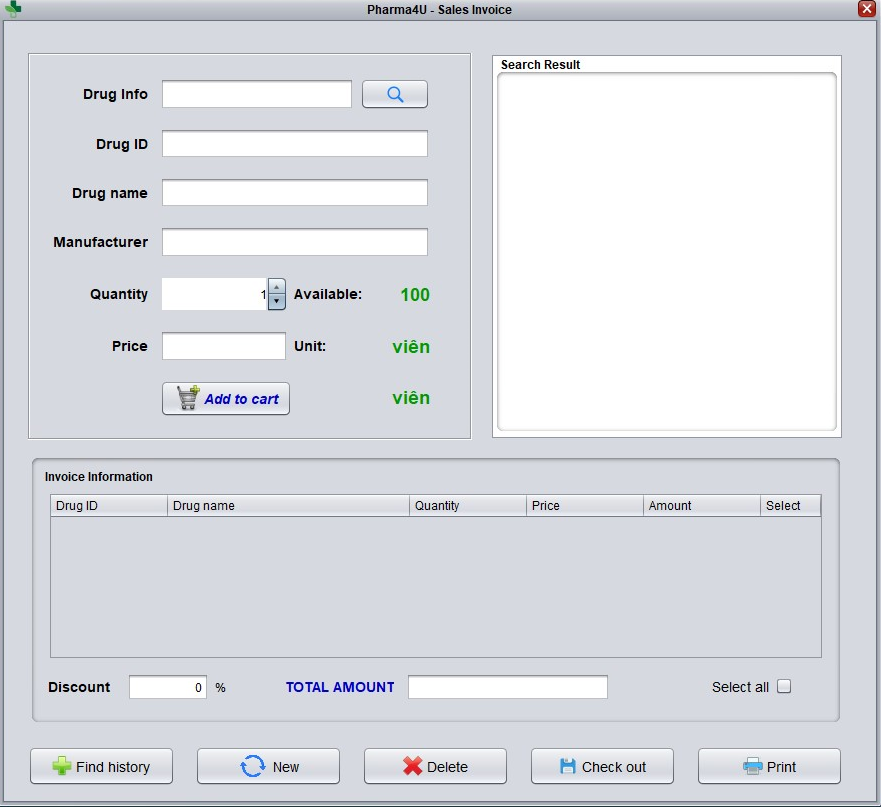 Pharma4U - Sales Invoice
Drug Info
Drug ID
Drug name
Manufacturer
Quantity 1 Available: 100
Price Unit: viên
Add to cart viên
Search Result
Invoice Information
Drug ID Drug name Quantity Price Amount Select
Discount 0 % TOTAL AMOUNT Select all
Find history New Delete Check out Print